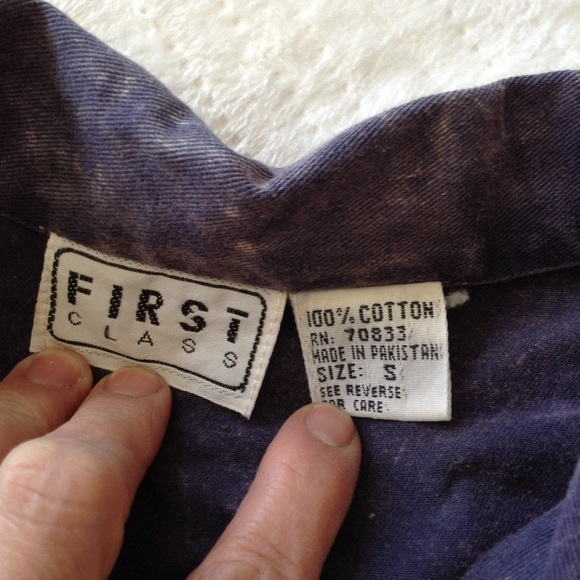 FIRST
CLASS
100% COTTON
RN: 70833
MADE IN PAKISTAN
SIZE: S
SEE REVERSE
FOR CARE